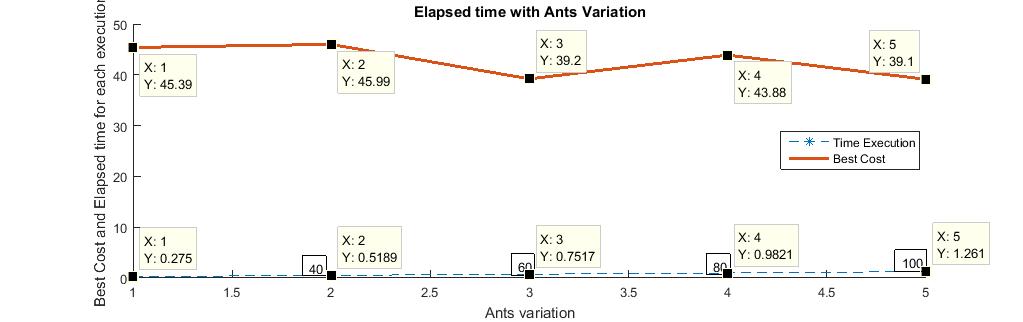 Elapsed time with Ants Variation
Best Cost and Elapsed time for each execution
50
40
30
20
10
0
X: 1
Y: 45.39
X: 2
Y: 45.99
X: 3
Y: 39.2
X: 4
Y: 43.88
X: 5
Y: 39.1
Time Execution
Best Cost
X: 1
Y: 0.275
X: 2
Y: 0.5189
X: 3
Y: 0.7517
X: 4
Y: 0.9821
X: 5
Y: 1.261
40
60
80
100
1
1.5
2
2.5
3
3.5
4
4.5
5
Ants variation